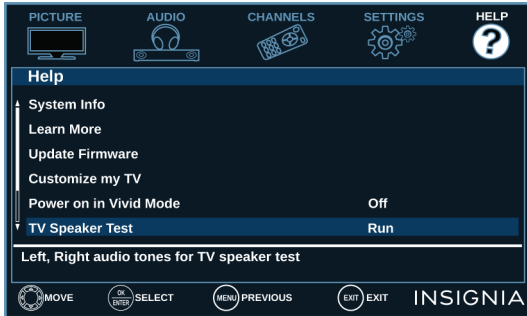 PICTURE AUDIO CHANNELS SETTINGS HELP
?
Help
System Info
Learn More
Update Firmware
Customize my TV
Power on in Vivid Mode Off
TV Speaker Test Run
Left, Right audio tones for TV speaker test
MOVE OK ENTER SELECT MENU PREVIOUS EXIT EXIT INSIGNIA